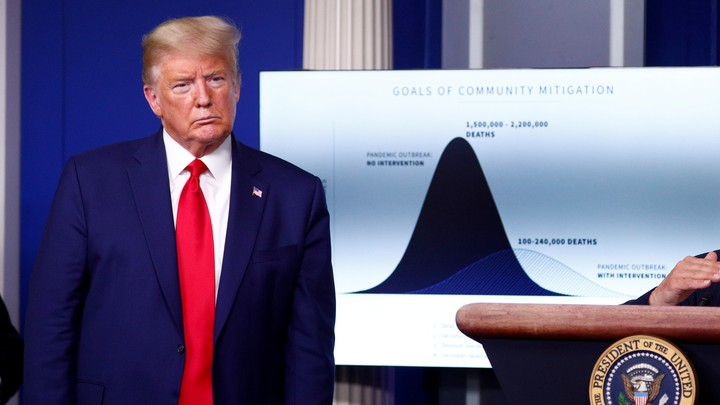 GOALS OF COMMUNITY MITIGATION
1,500,000 - 2,200,000
DEATHS
PANDEMIC OUTBREAK:
NO INTERVENTION
100-240,000 DEATHS
PANDEMIC OUTBREAK:
WITH INTERVENTION
PRESIDENT OF THE UNITED